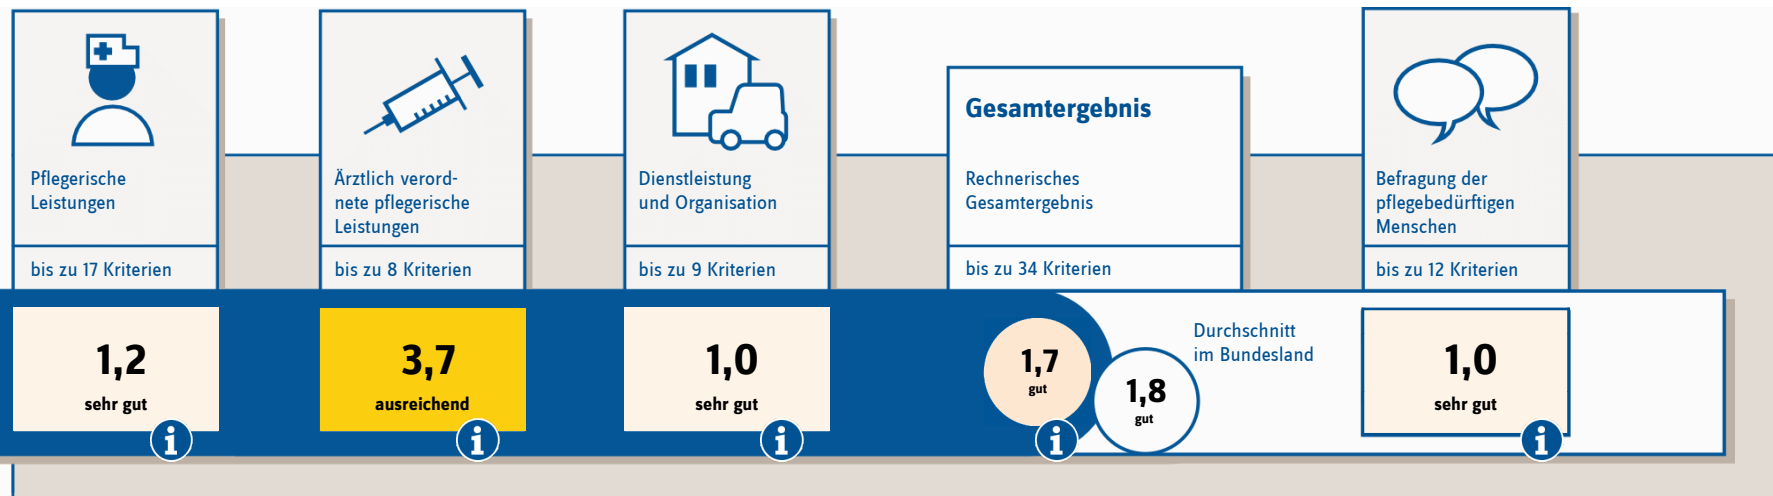 Pflegerische
Leistungen
bis zu 17 Kriterien
1,2
sehr gut
i
Ärztlich verord-
nete pflegerische
Leistungen
bis zu 8 Kriterien
3,7
ausreichend
i
Dienstleistung
und Organisation
bis zu 9 Kriterien
1,0
sehr gut
i
Gesamtergebnis
Rechnerisches
Gesamtergebnis
bis zu 34 Kriterien
1,7
gut
i
1,8
gut
Durchschnitt
im Bundesland
Befragung der
pflegebedürftigen
Menschen
bis zu 12 Kriterien
1,0
sehr gut
i